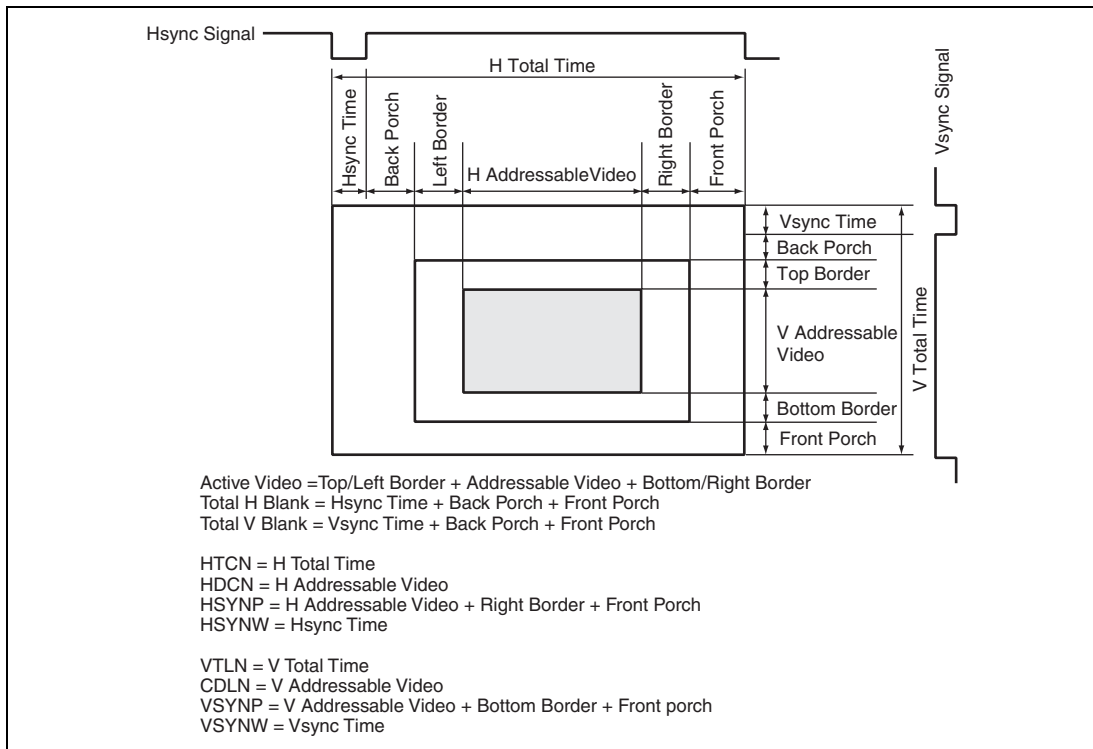 Hsync Signal
H Total Time
Hsync Time
Back Porch
Left Border
H AddressableVideo
Right Border
Front Porch
Vsync Signal
Vsync Time
Back Porch
Top Border
V Addressable
Video
Bottom Border
Front Porch
V Total Time
Active Video =Top/Left Border + Addressable Video + Bottom/Right Border
Total H Blank = Hsync Time + Back Porch + Front Porch
Total V Blank = Vsync Time + Back Porch + Front Porch
HTCN = H Total Time
HDCN = H Addressable Video
HSYNP = H Addressable Video + Right Border + Front Porch
HSYNW = Hsync Time
VTLN = V Total Time
CDLN = V Addressable Video
VSYNP = V Addressable Video + Bottom Border + Front porch
VSYNW = Vsync Time